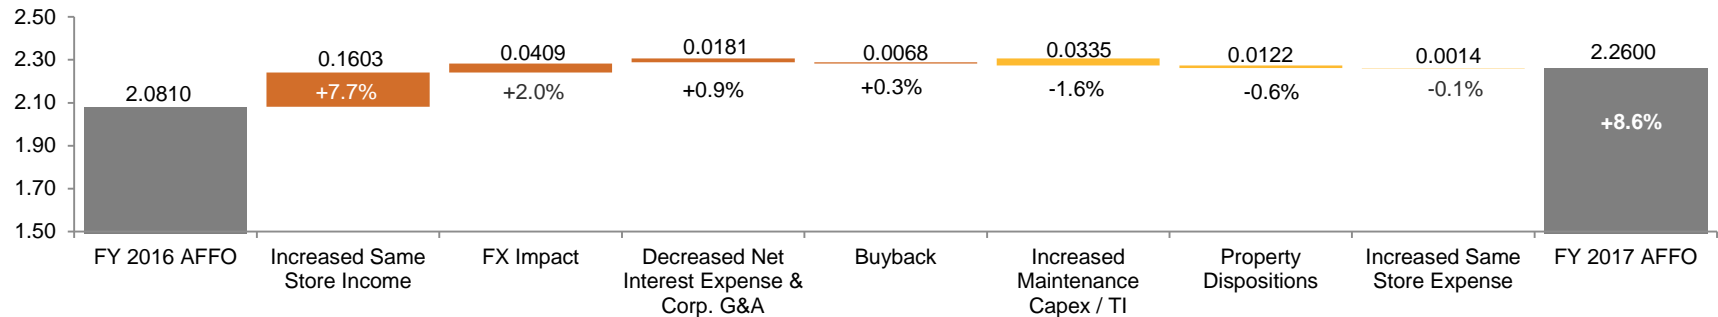 2.50
2.30
2.10
1.90
1.70
1.50
2.0810
0.1603
+7.7%
0.0409
+2.0%
0.0181
+0.9%
0.0068
+0.3%
0.0335
-1.6%
0.0122
-0.6%
0.0014
-0.1%
2.2600
+8.6%
FY 2016 AFFO
Increased Same
Store Income
FX Impact
Decreased Net
Interest Expense &
Corp. G&A
Buyback
Increased
Maintenance
Capex / TI
Property
Dispositions
Increased Same
Store Expense
FY 2017 AFFO